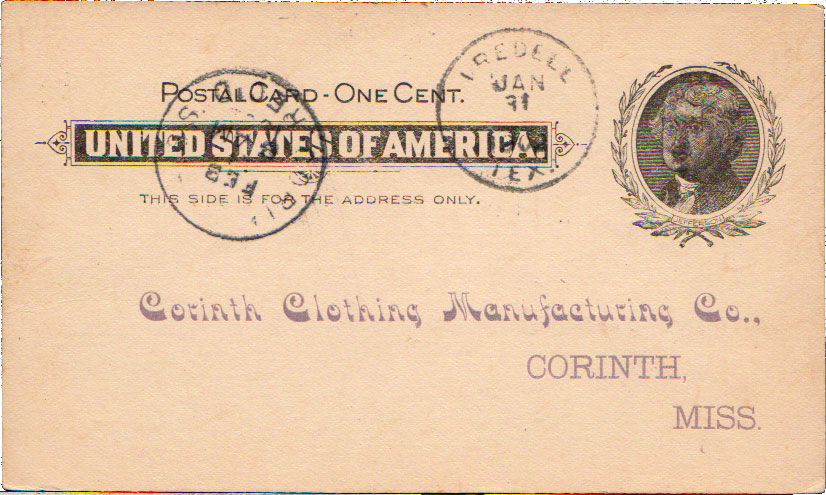 POSTAL CARD - ONE CENT.
UNITED STATES OF AMERICA.
THIS SIDE IS FOR THE ADDRESS ONLY.
IREDELL
JAN
31
TEX.
REC'D
FEB
Corinth Clothing Manufacturing Co.,
CORINTH,
MISS.